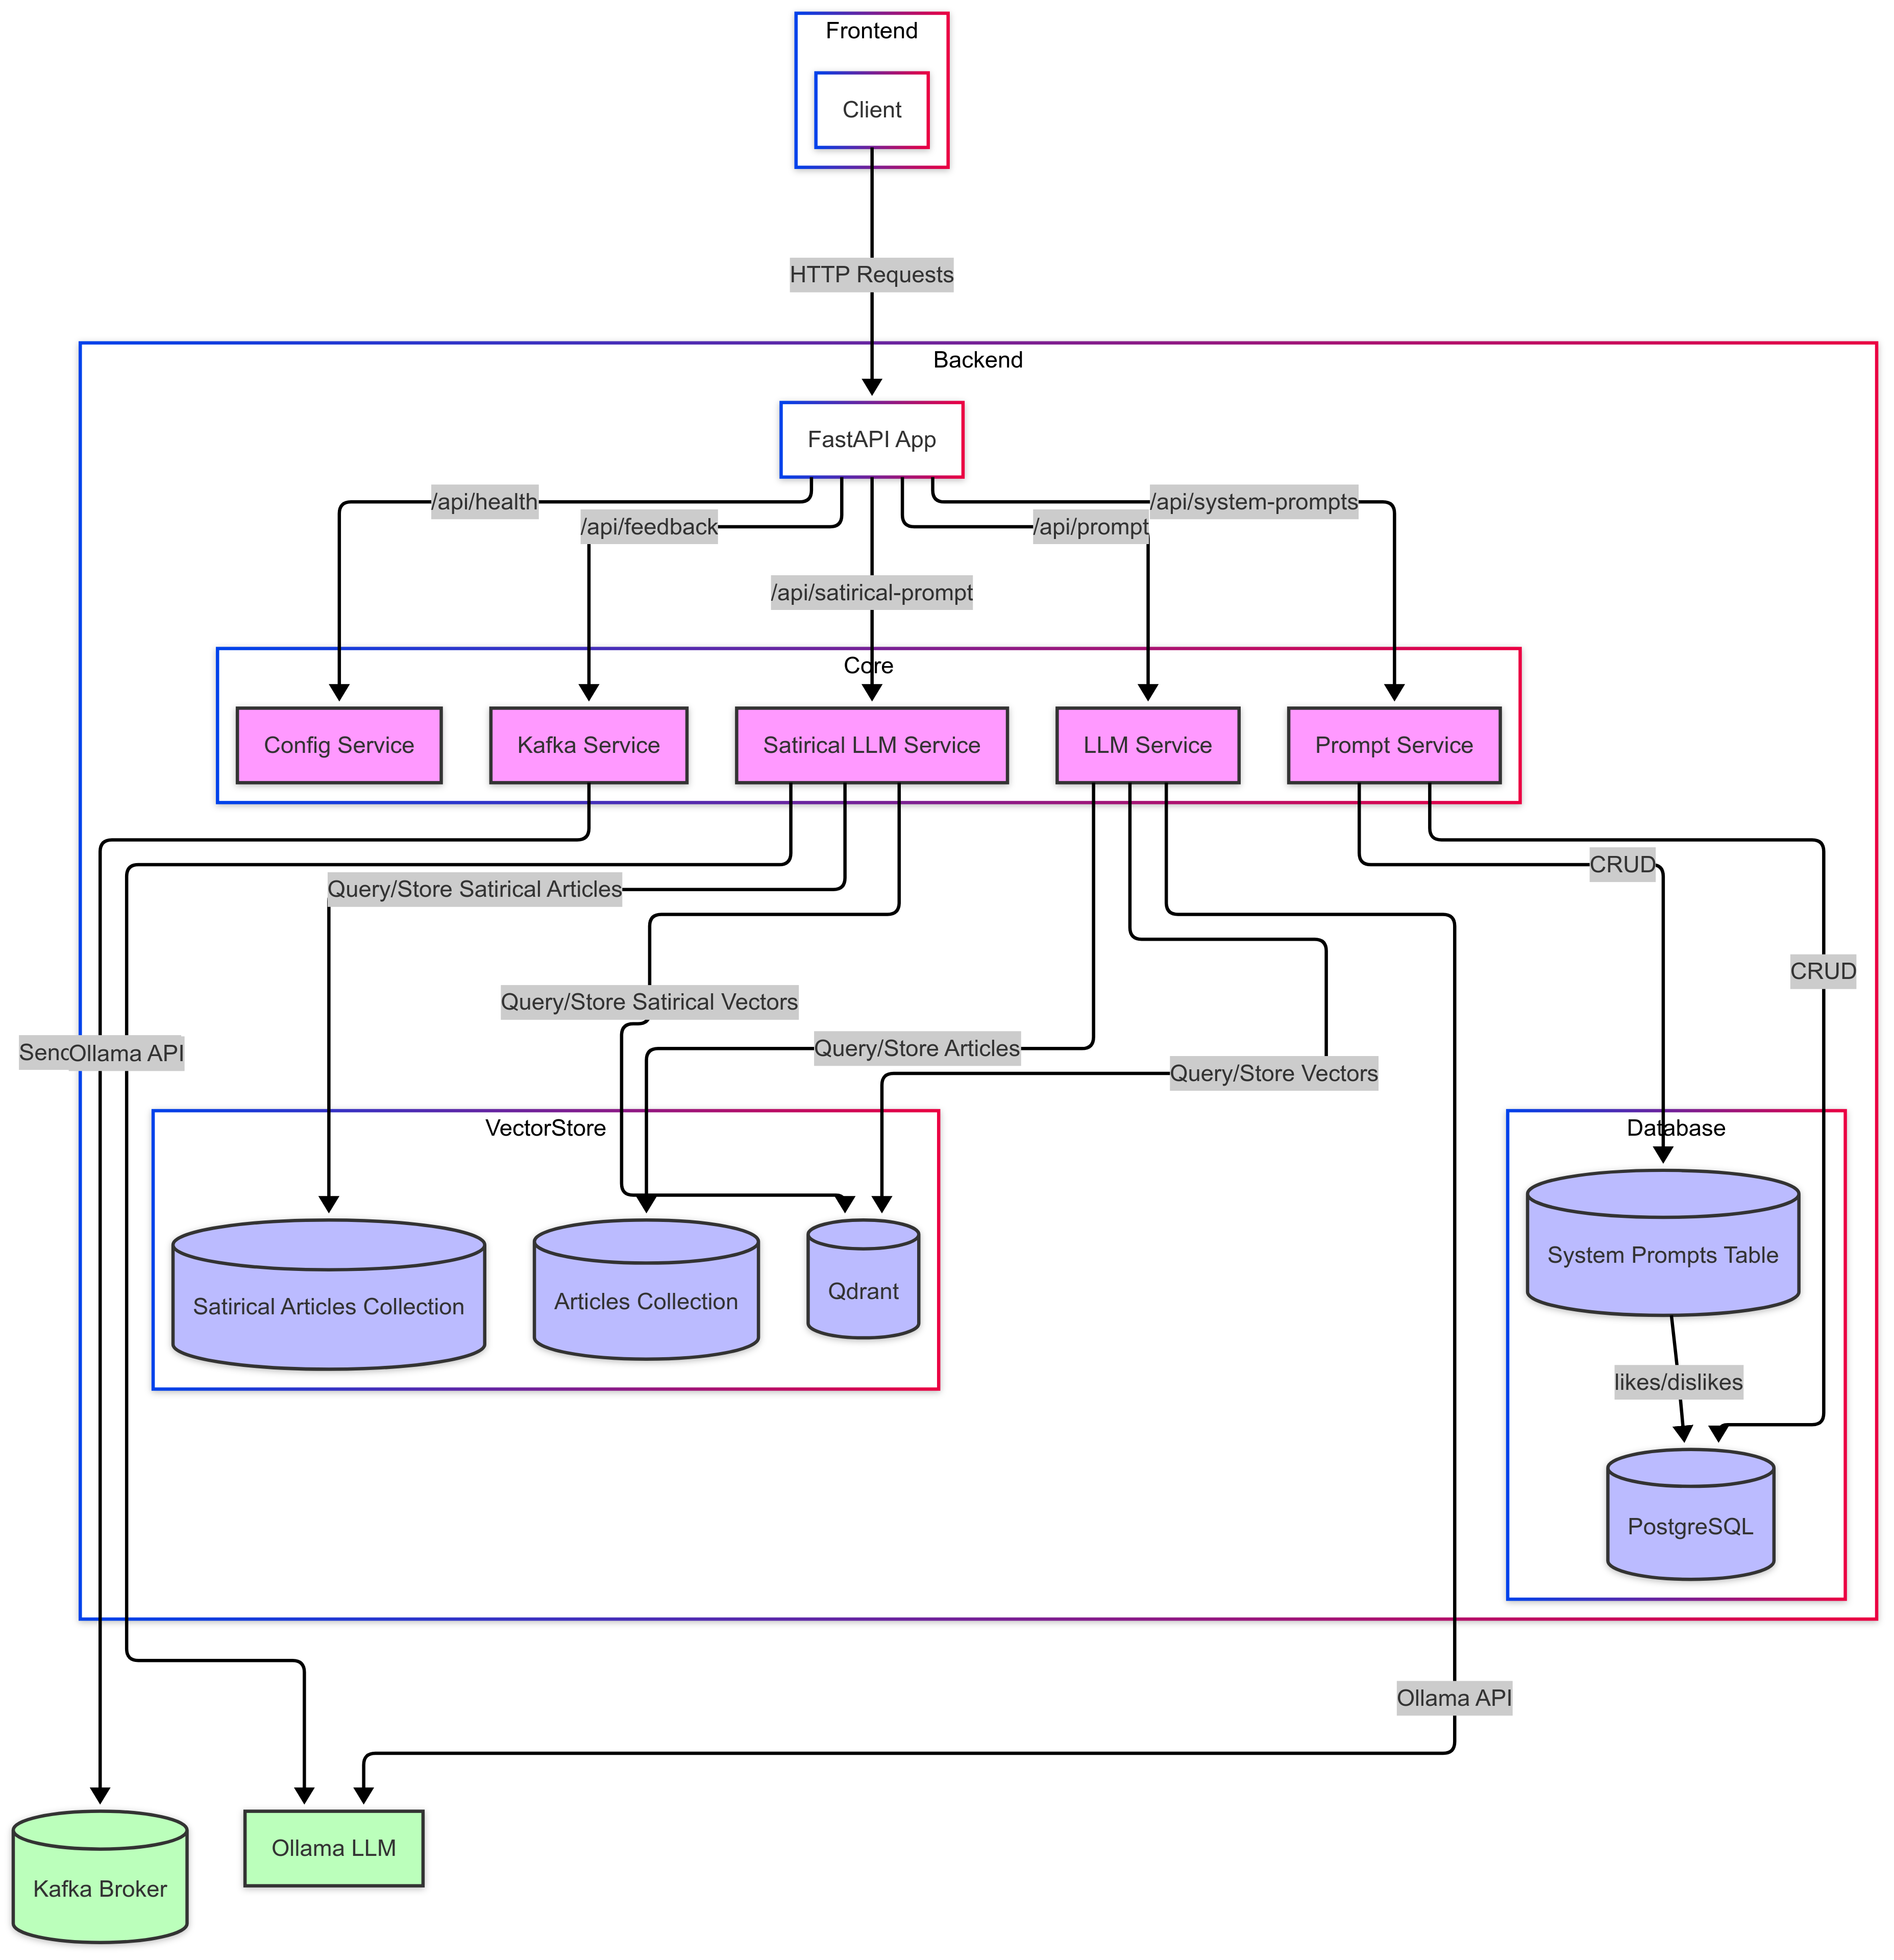 Frontend
Client
HTTP Requests
Backend
FastAPI App
/api/health
/api/system-prompts
/api/feedback
/api/prompt
/api/satirical-prompt
Core
Config Service
Kafka Service
Satirical LLM Service
LLM Service
Prompt Service
CRUD
Query/Store Satirical Articles
CRUD
Query/Store Satirical Vectors
Query/Store Articles
Ollama API
Query/Store Vectors
VectorStore
Database
Satirical Articles Collection
Articles Collection
Qdrant
System Prompts Table
likes/dislikes
PostgreSQL
Ollama API
Ollama LLM
Kafka Broker